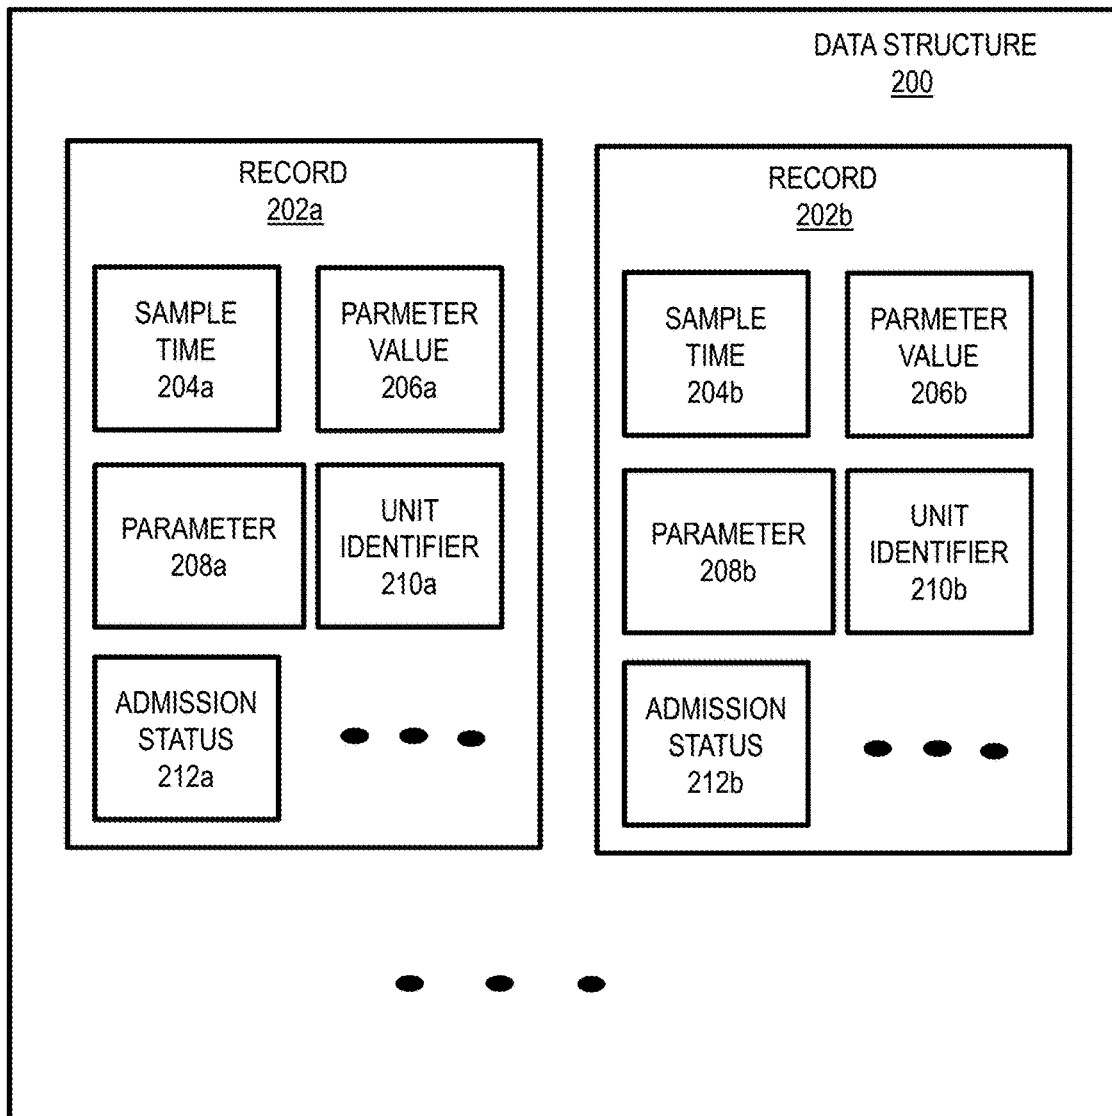 DATA STRUCTURE
200
RECORD
202a
SAMPLE
TIME
204a
PARMETER
VALUE
206a
PARAMETER
208a
UNIT
IDENTIFIER
210a
ADMISSION
STATUS
212a
RECORD
202b
SAMPLE
TIME
204b
PARMETER
VALUE
206b
PARAMETER
208b
UNIT
IDENTIFIER
210b
ADMISSION
STATUS
212b